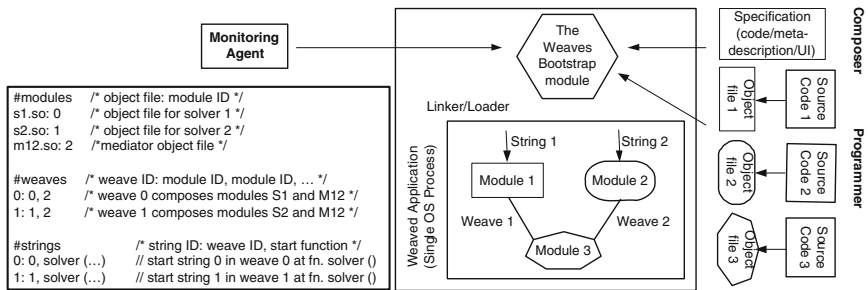 Monitoring
Agent
#modules /* object file: module ID */
s1.so: 0 /* object file for solver 1 */
s2.so: 1 /* object file for solver 2 */
m12.so: 2 /*mediator object file */
#weaves /* weave ID: module ID, module ID, … */
0: 0, 2 /* weave 0 composes modules S1 and M12 */
1: 1, 2 /* weave 1 composes modules S2 and M12 */
#strings /* string ID: weave ID, start function */
0: 0, solver (…) // start string 0 in weave 0 at fn. solver ()
1: 1, solver (…) // start string 1 in weave 1 at fn. solver ()
Weaved Application
(Single OS Process)
The
Weaves
Bootstrap
module
Linker/Loader
String 1
String 2
Module 1
Module 2
Weave 1
Weave 2
Module 3
Specification
(code/meta-
description/UI)
Object
file 1
Source
Code 1
Object
file 2
Source
Code 2
Object
file 3
Source
Code 3
Composer
Programmer